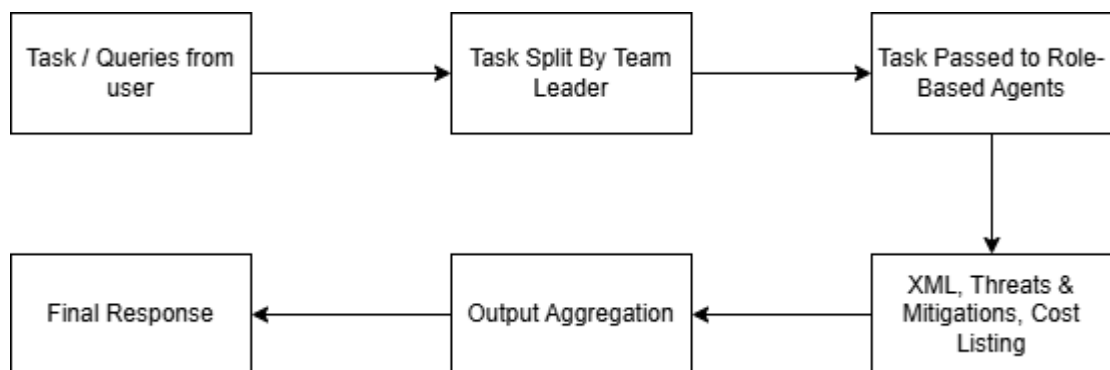 Task / Queries from
user
Task Split By Team
Leader
Task Passed to Role-
Based Agents
XML, Threats &
Mitigations, Cost
Listing
Output Aggregation
Final Response